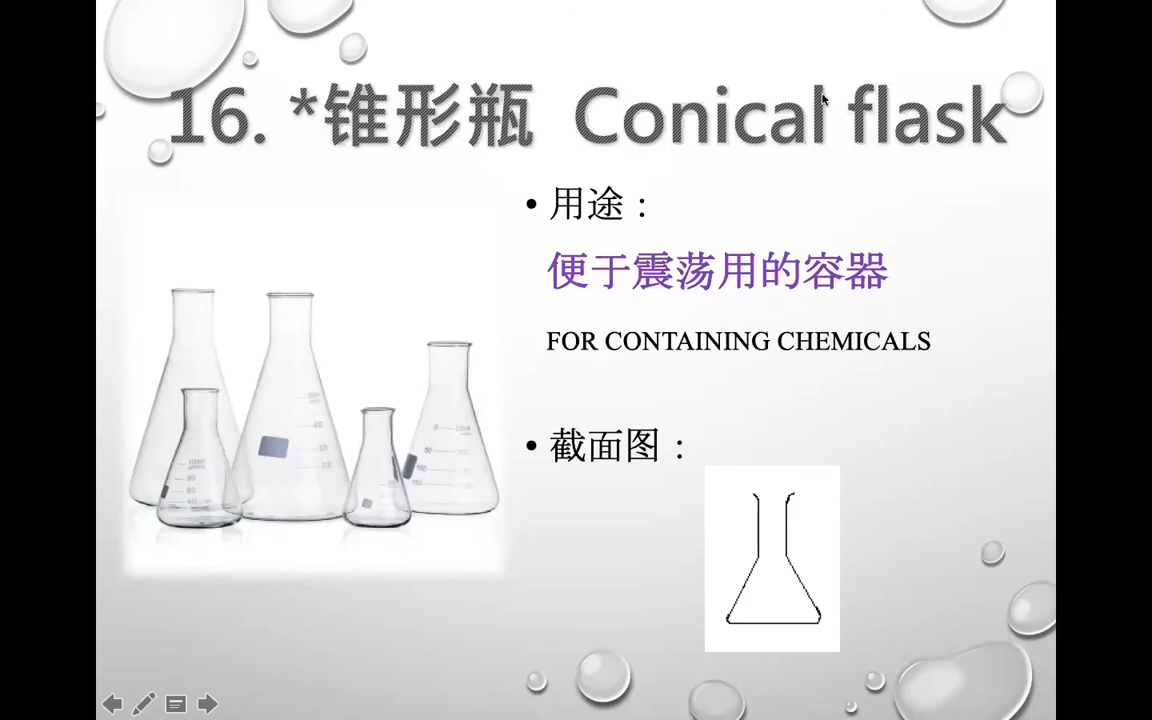 16. *锥形瓶 Conical flask
• 用途：
便于震荡用的容器
FOR CONTAINING CHEMICALS
• 截面图：